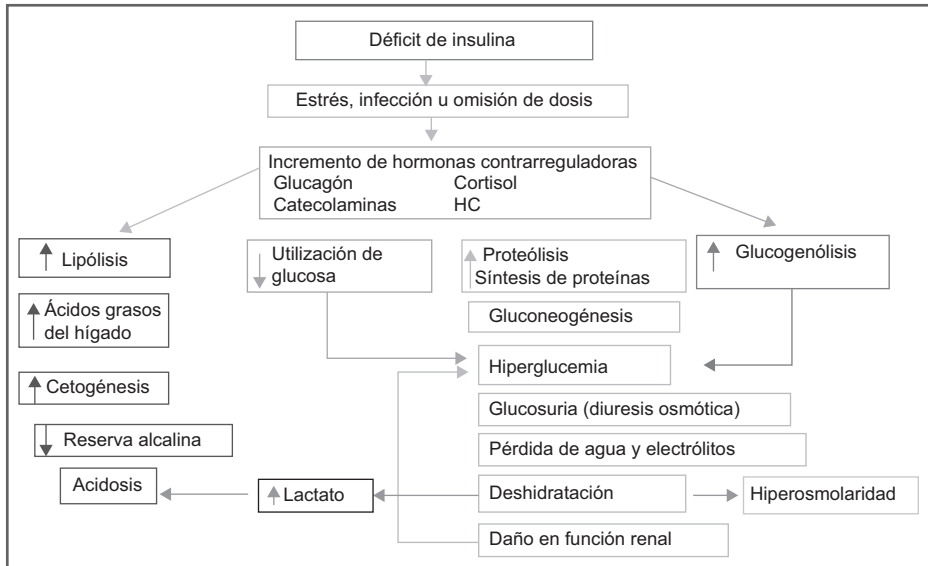 Déficit de insulina
Estrés, infección u omisión de dosis
Incremento de hormonas contrarreguladoras
Glucagón Cortisol
Catecolaminas HC
Lipólisis
Utilización de
glucosa
Proteólisis
Síntesis de proteínas
Glucogenólisis
Ácidos grasos
del hígado
Gluconeogénesis
Hiperglucemia
Cetogénesis
Glucosuria (diuresis osmótica)
Reserva alcalina
Pérdida de agua y electrólitos
Acidosis
Lactato
Deshidratación
Hiperosmolaridad
Daño en función renal